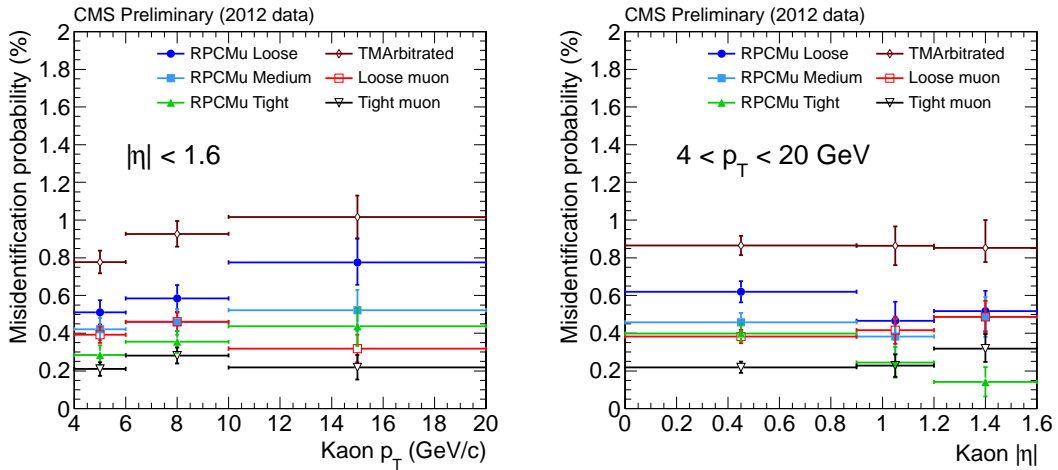 CMS Preliminary (2012 data)
Misidentification probability (%)
2
1.8
1.6
1.4
1.2
1
0.8
0.6
0.4
0.2
0
RPCMu Loose
TMArbitrated
RPCMu Medium
Loose muon
RPCMu Tight
Tight muon
|η| < 1.6
4 6 8 10 12 14 16 18 20
Kaon p_T (GeV/c)
CMS Preliminary (2012 data)
Misidentification probability (%)
2
1.8
1.6
1.4
1.2
1
0.8
0.6
0.4
0.2
0
RPCMu Loose
TMArbitrated
RPCMu Medium
Loose muon
RPCMu Tight
Tight muon
4 < p_T < 20 GeV
0 0.2 0.4 0.6 0.8 1 1.2 1.4 1.6
Kaon |η|